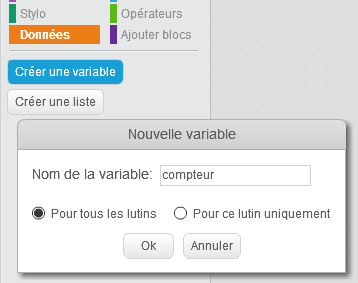 Stylo Opérateurs
Données Ajouter blocs
Créer une variable
Créer une liste
Nouvelle variable
Nom de la variable: compteur
Pour tous les lutins Pour ce lutin uniquement
Ok Annuler